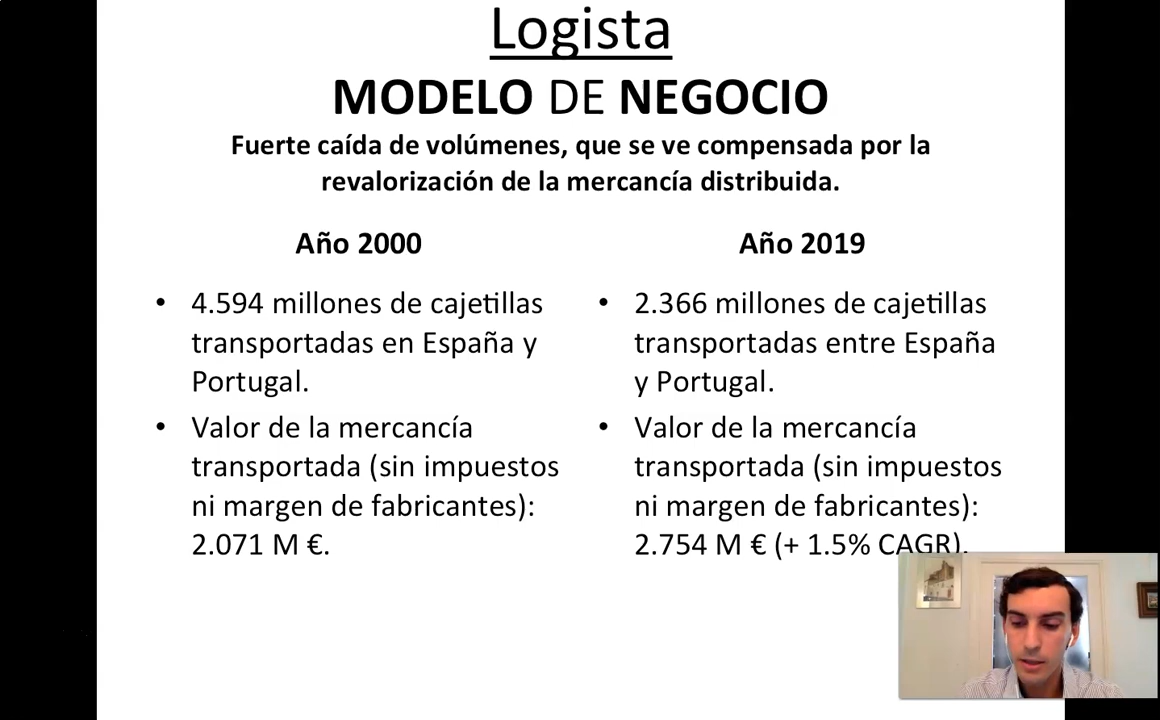 Logista
MODELO DE NEGOCIO
Fuerte caída de volúmenes, que se ve compensada por la
revalorización de la mercancía distribuida.
Año 2000
• 4.594 millones de cajetillas
transportadas en España y
Portugal.
• Valor de la mercancía
transportada (sin impuestos
ni margen de fabricantes):
2.071 M €.
Año 2019
• 2.366 millones de cajetillas
transportadas entre España
y Portugal.
• Valor de la mercancía
transportada (sin impuestos
ni margen de fabricantes):
2.754 M € (+ 1.5% CAGR).